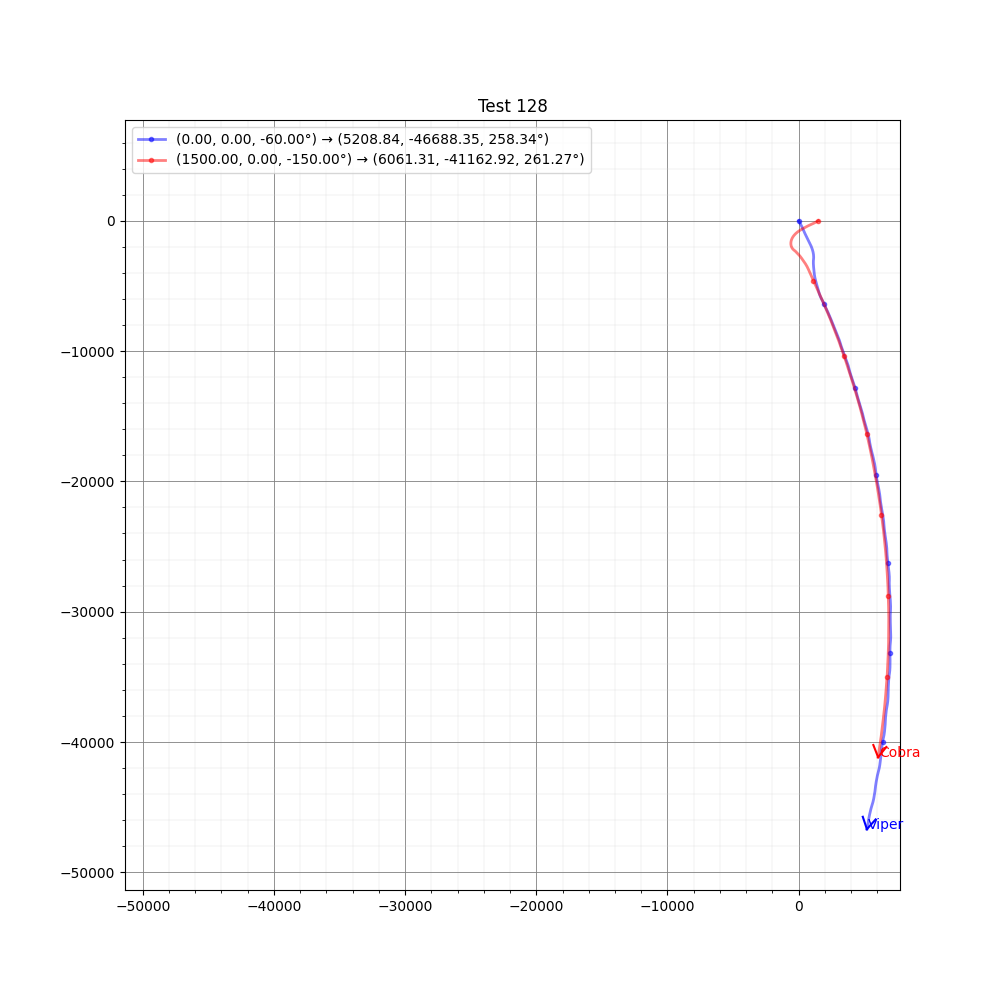 Test 128
(0.00, 0.00, -60.00°) → (5208.84, -46688.35, 258.34°)
(1500.00, 0.00, -150.00°) → (6061.31, -41162.92, 261.27°)
0
−10000
−20000
−30000
−40000
−50000
Cobra
Viper
−50000 −40000 −30000 −20000 −10000 0